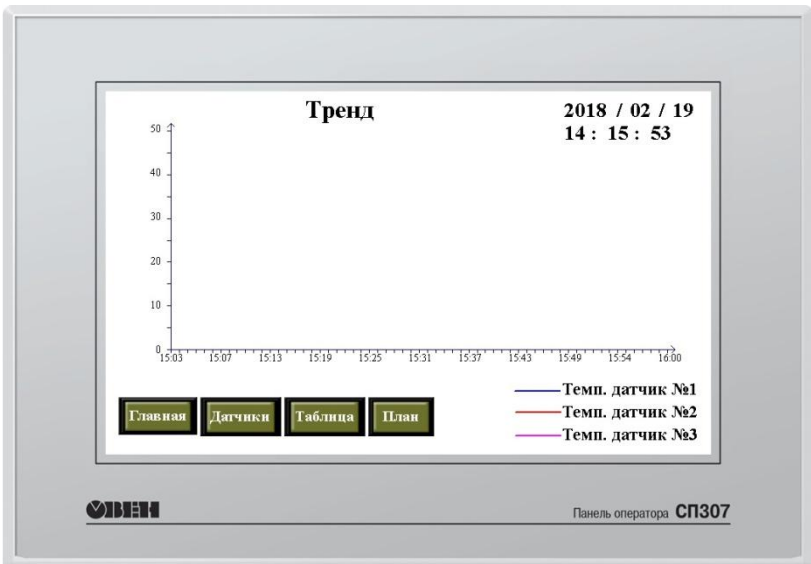 Тренд
2018 / 02 / 19
14 : 15 : 53
50
40
30
20
10
0
15:03 15:07 15:13 15:19 15:25 15:31 15:37 15:43 15:49 15:54 16:00
Темп. датчик №1
Темп. датчик №2
Темп. датчик №3
Главная Датчики Таблица План
ОВЕН
Панель оператора СП307